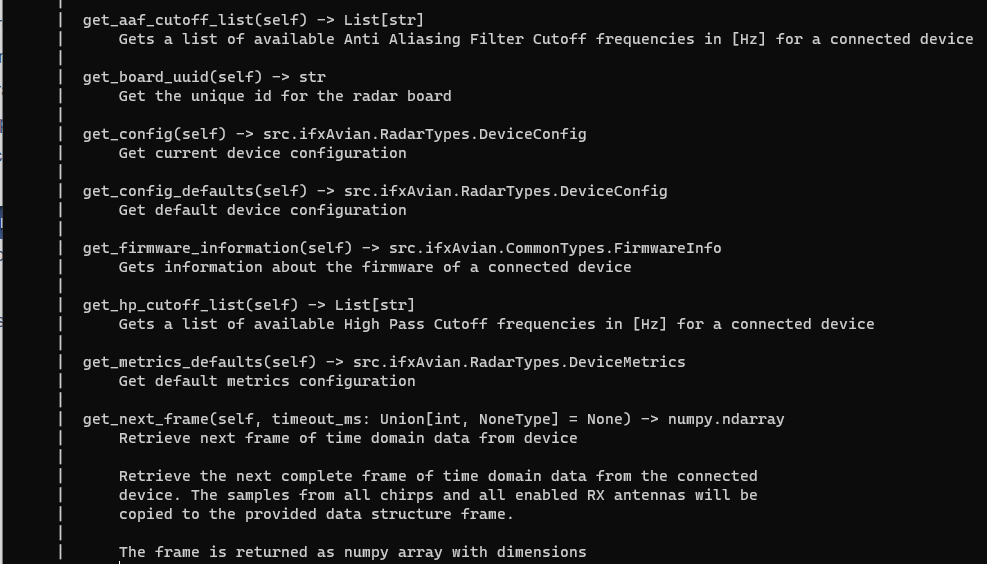 get_aaf_cutoff_list(self) -> List[str]
Gets a list of available Anti Aliasing Filter Cutoff frequencies in [Hz] for a connected device
get_board_uuid(self) -> str
Get the unique id for the radar board
get_config(self) -> src.ifxAvian.RadarTypes.DeviceConfig
Get current device configuration
get_config_defaults(self) -> src.ifxAvian.RadarTypes.DeviceConfig
Get default device configuration
get_firmware_information(self) -> src.ifxAvian.CommonTypes.FirmwareInfo
Gets information about the firmware of a connected device
get_hp_cutoff_list(self) -> List[str]
Gets a list of available High Pass Cutoff frequencies in [Hz] for a connected device
get_metrics_defaults(self) -> src.ifxAvian.RadarTypes.DeviceMetrics
Get default metrics configuration
get_next_frame(self, timeout_ms: Union[int, NoneType] = None) -> numpy.ndarray
Retrieve next frame of time domain data from device
Retrieve the next complete frame of time domain data from the connected
device. The samples from all chirps and all enabled RX antennas will be
copied to the provided data structure frame.
The frame is returned as numpy array with dimensions